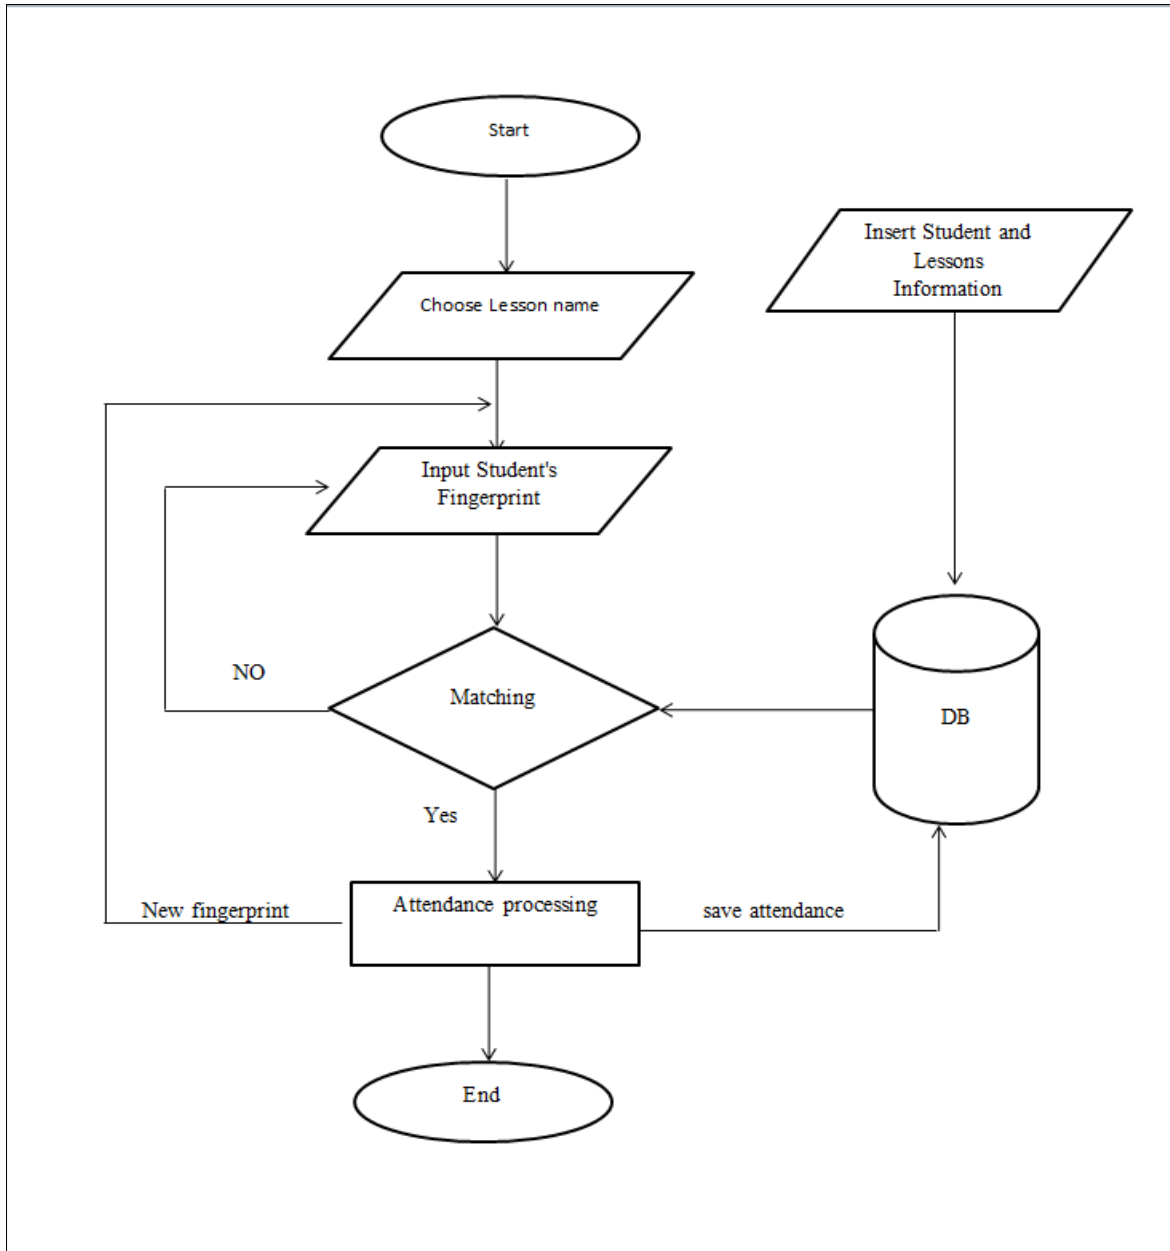 Start
Insert Student and
Lessons
Information
Choose Lesson name
Input Student's
Fingerprint
NO
Matching
DB
Yes
New fingerprint
Attendance processing
save attendance
End